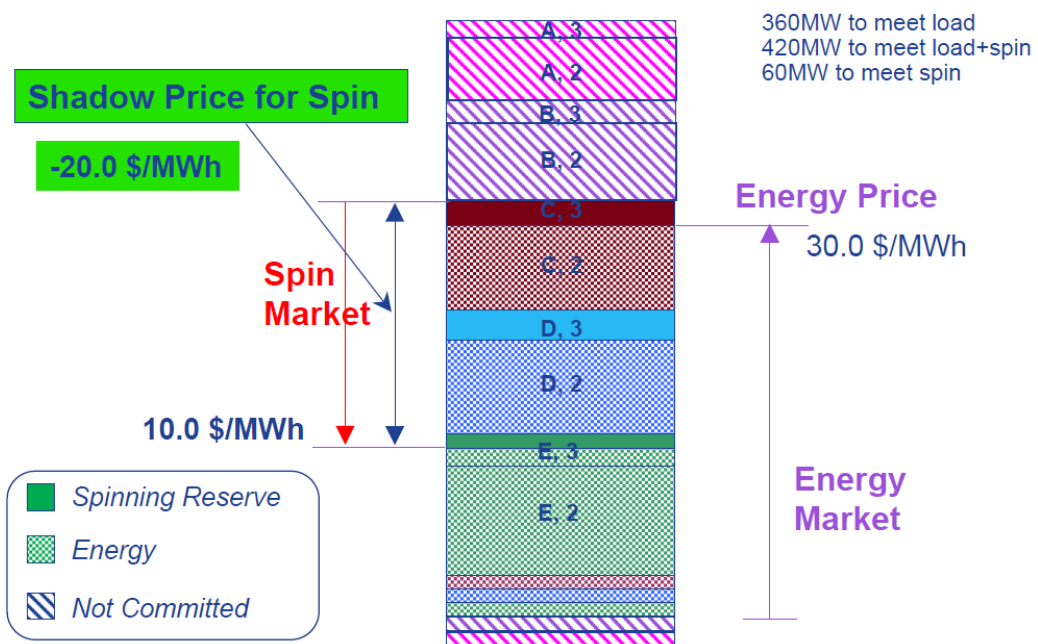 360MW to meet load
420MW to meet load+spin
60MW to meet spin
Shadow Price for Spin
-20.0 $/MWh
A, 3
A, 2
B, 3
B, 2
C, 3
C, 2
D, 3
D, 2
E, 3
E, 2
Energy Price
30.0 $/MWh
Spin
Market
10.0 $/MWh
Energy
Market
Spinning Reserve
Energy
Not Committed